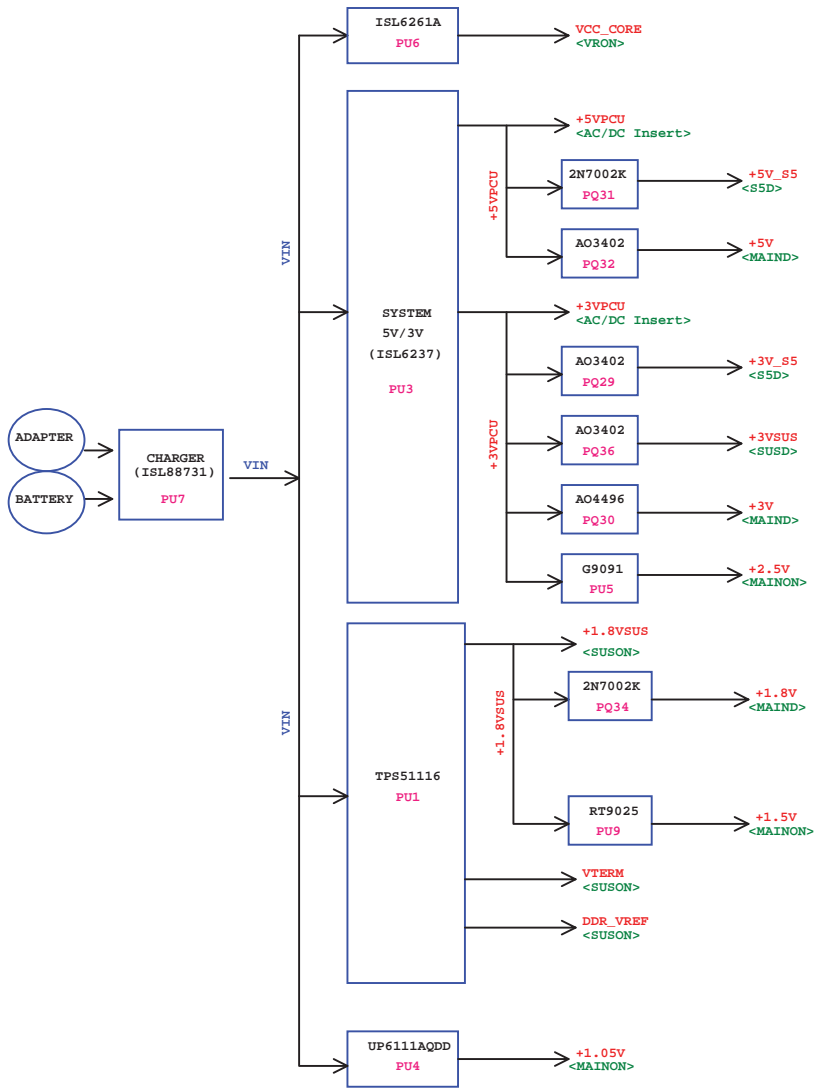 ISL6261A
PU6
VCC_CORE
<VRON>
+5VPCU
<AC/DC Insert>
+5VPCU
2N7002K
PQ31
+5V_S5
<S5D>
AO3402
PQ32
+5V
<MAIND>
VIN
SYSTEM
5V/3V
(ISL6237)
PU3
+3VPCU
<AC/DC Insert>
+3VPCU
AO3402
PQ29
+3V_S5
<S5D>
AO3402
PQ36
+3VSUS
<SUSD>
AO4496
PQ30
+3V
<MAIND>
G9091
PU5
+2.5V
<MAINON>
ADAPTER
BATTERY
CHARGER
(ISL88731)
PU7
VIN
VIN
TPS51116
PU1
+1.8VSUS
<SUSON>
+1.8VSUS
2N7002K
PQ34
+1.8V
<MAIND>
RT9025
PU9
+1.5V
<MAINON>
VTERM
<SUSON>
DDR_VREF
<SUSON>
UP6111AQDD
PU4
+1.05V
<MAINON>